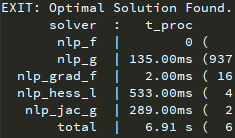 EXIT: Optimal Solution Found.
solver : t_proc
nlp_f | 0 (
nlp_g | 135.00ms (937
nlp_grad_f | 2.00ms ( 16
nlp_hess_l | 533.00ms ( 4
nlp_jac_g | 289.00ms ( 2
total | 6.91 s ( 6